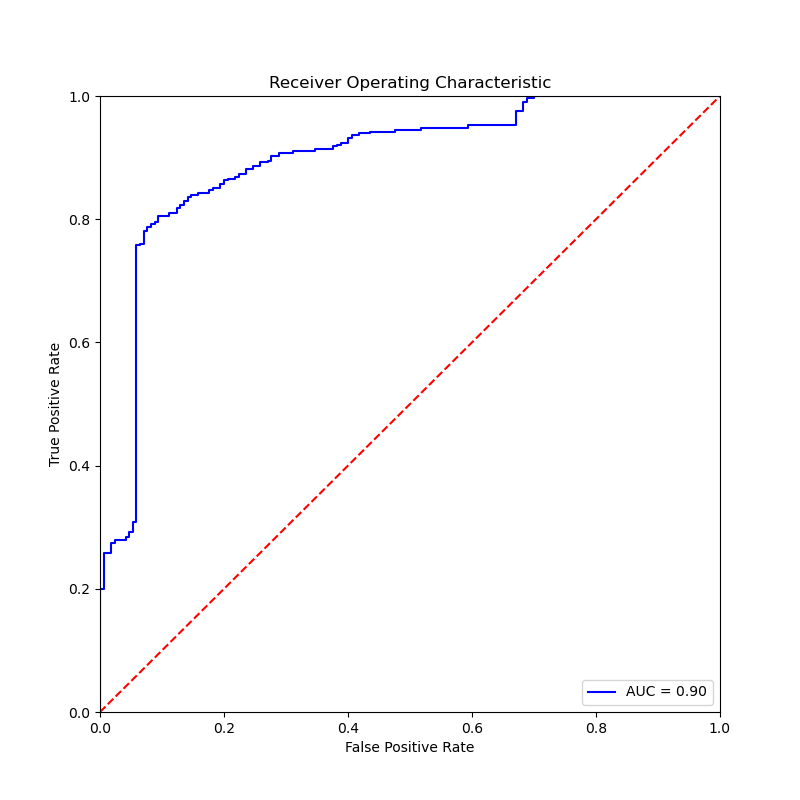 Receiver Operating Characteristic
True Positive Rate
1.0
0.8
0.6
0.4
0.2
0.0
AUC = 0.90
0.0 0.2 0.4 0.6 0.8 1.0
False Positive Rate